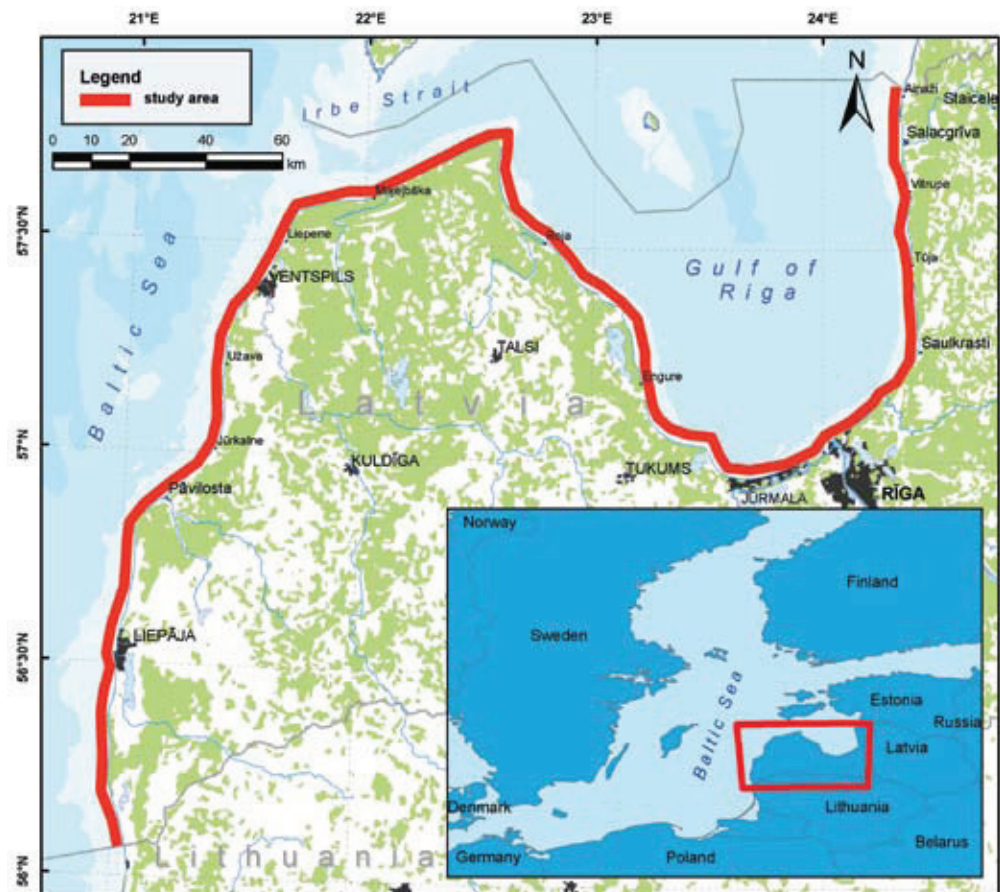 21°E
22°E
23°E
24°E
Legend
study area
0 10 20 40 60
km
Irbe Strait
N
Ainaži
Staicele
Salacgrīva
Vitrupe
57°30'
Liepene
Roja
Tūja
VENTSPILS
Gulf of
Riga
Baltic Sea
TALSI
Saulkrasti
Užava
Engure
Latvia
57°N
Jūrkalne
KULDĪGA
TUKUMS
JŪRMALA
RĪGA
Pāvilosta
Norway
Finland
LIEPĀJA
Sweden
56°30'
Baltic Sea
Estonia
Russia
Latvia
Denmark
Lithuania
Belarus
Germany
Poland
56°N
Lithuania